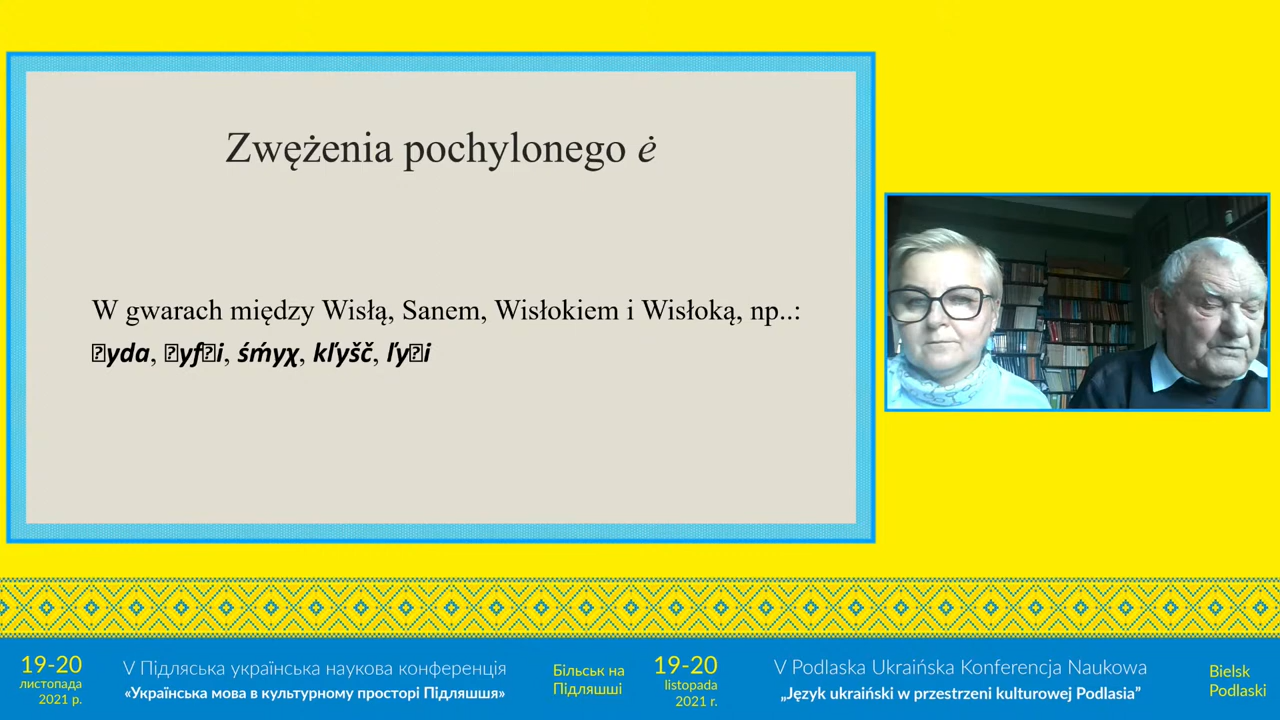 Zwężenia pochylonego ė
W gwarach między Wisłą, Sanem, Wisłokiem i Wisłoką, np..:
śḿyχ, kľyšč,
19-20
листопада
2021 р.
V Підляська українська наукова конференція
«Українська мова в культурному просторі Підляшшя»
Більськ на
Підляшші
19-20
listopada
2021 r.
V Podlaska Ukraińska Konferencja Naukowa
„Język ukraiński w przestrzeni kulturowej Podlasia”
Bielsk
Podlaski